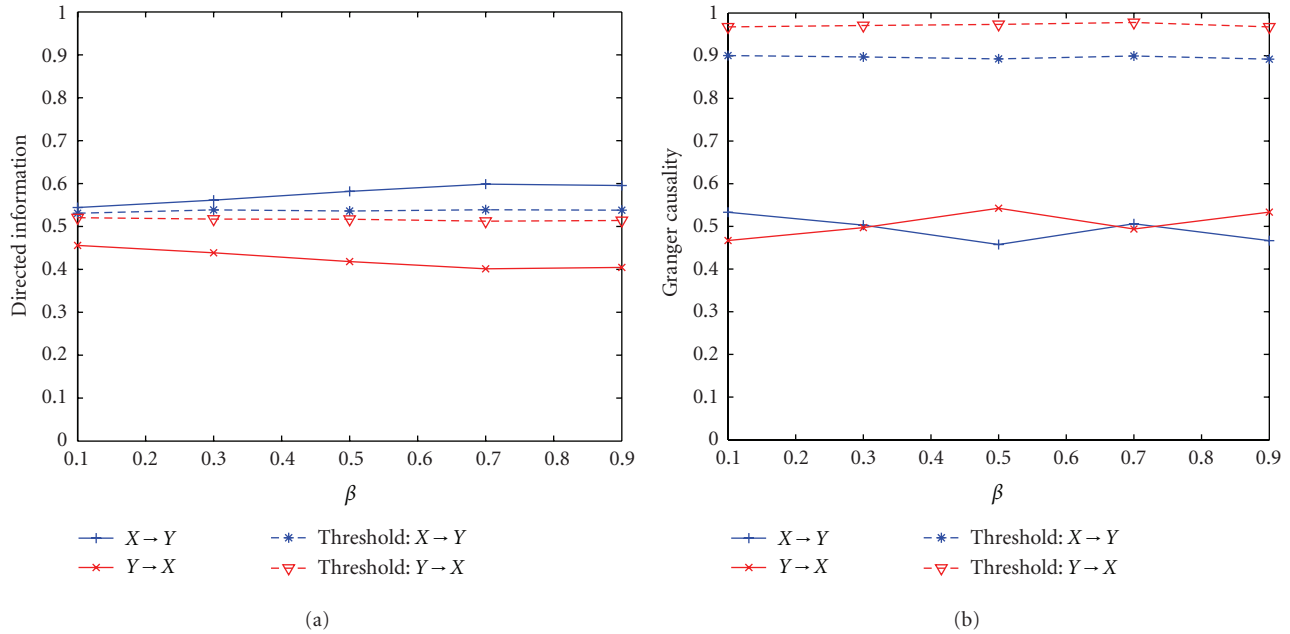 Directed information
1
0.9
0.8
0.7
0.6
0.5
0.4
0.3
0.2
0.1
0
0.1 0.2 0.3 0.4 0.5 0.6 0.7 0.8 0.9
β
X → Y
Y → X
Threshold: X → Y
Threshold: Y → X
(a)
Granger causality
1
0.9
0.8
0.7
0.6
0.5
0.4
0.3
0.2
0.1
0
0.1 0.2 0.3 0.4 0.5 0.6 0.7 0.8 0.9
β
X → Y
Y → X
Threshold: X → Y
Threshold: Y → X
(b)